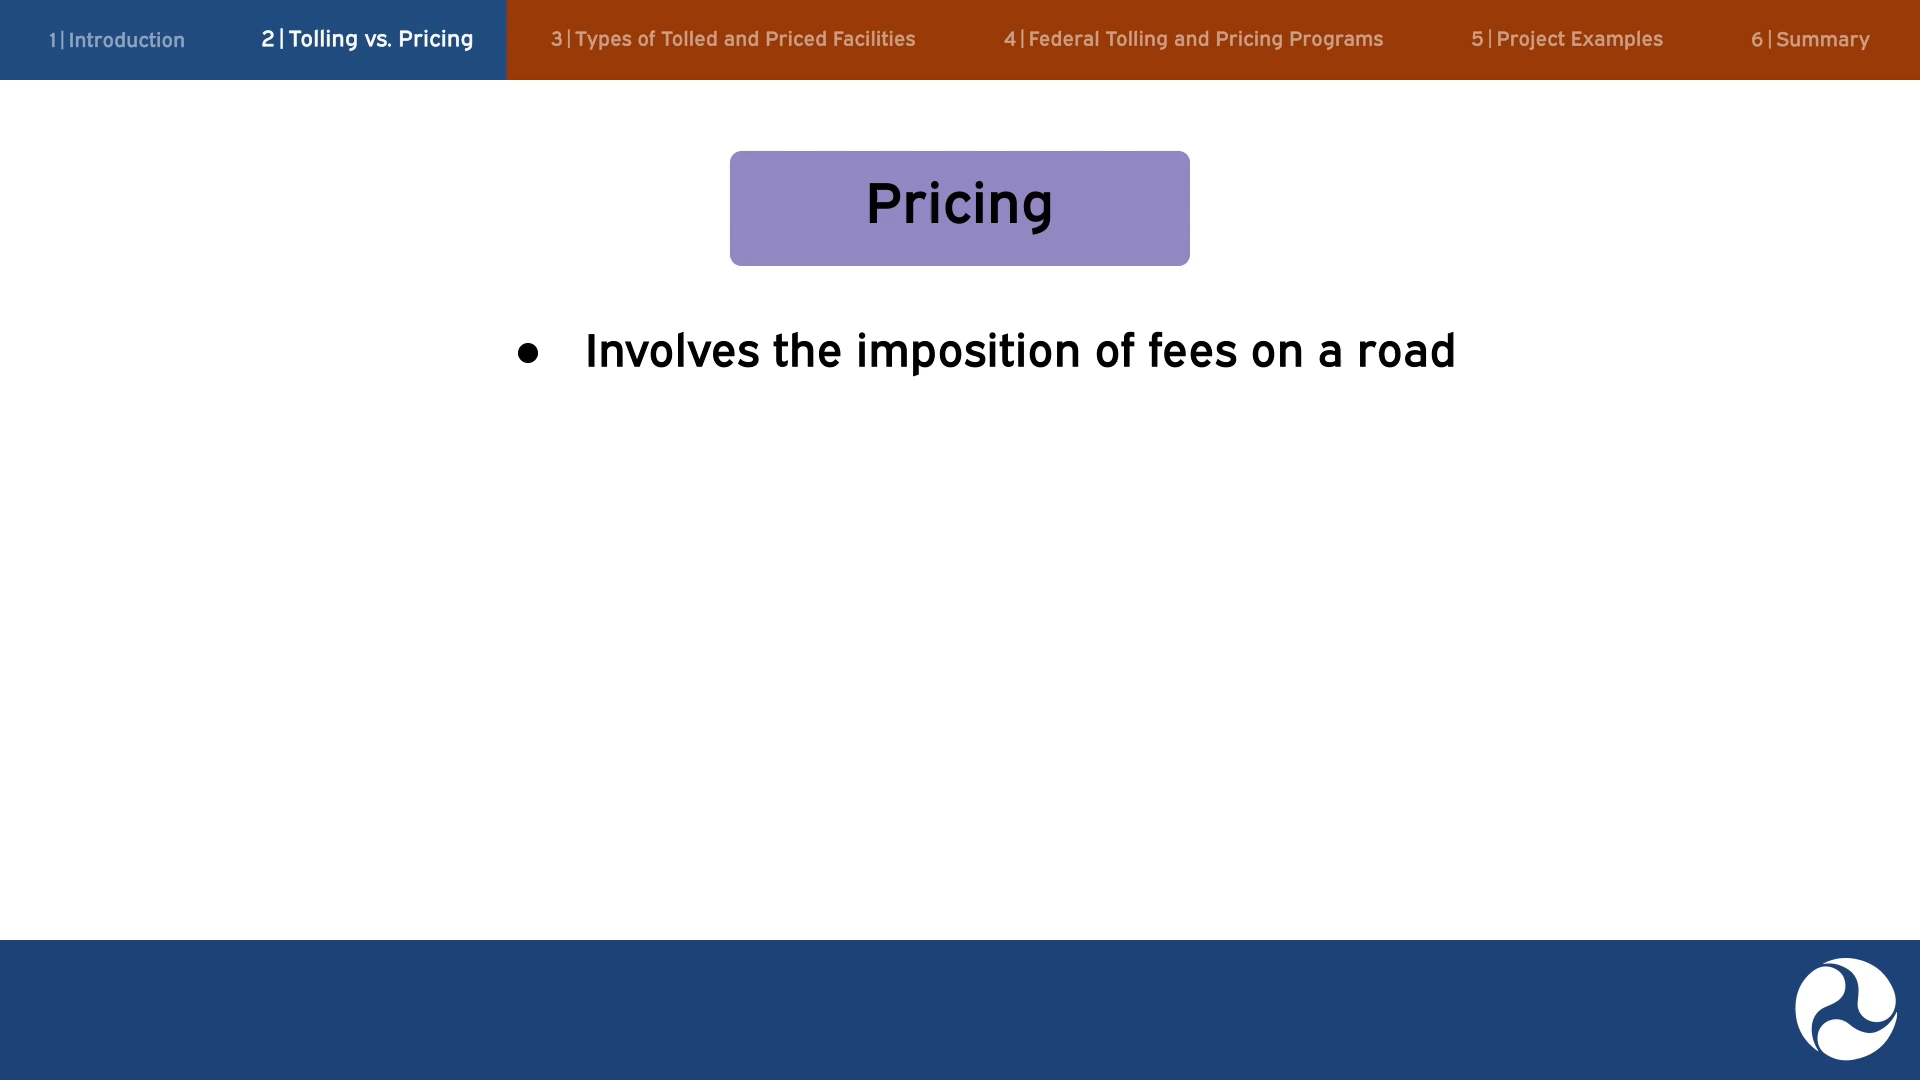 1|Introduction
2|Tolling vs. Pricing
3|Types of Tolled and Priced Facilities
4|Federal Tolling and Pricing Programs
5|Project Examples
6|Summary
Pricing
● Involves the imposition of fees on a road